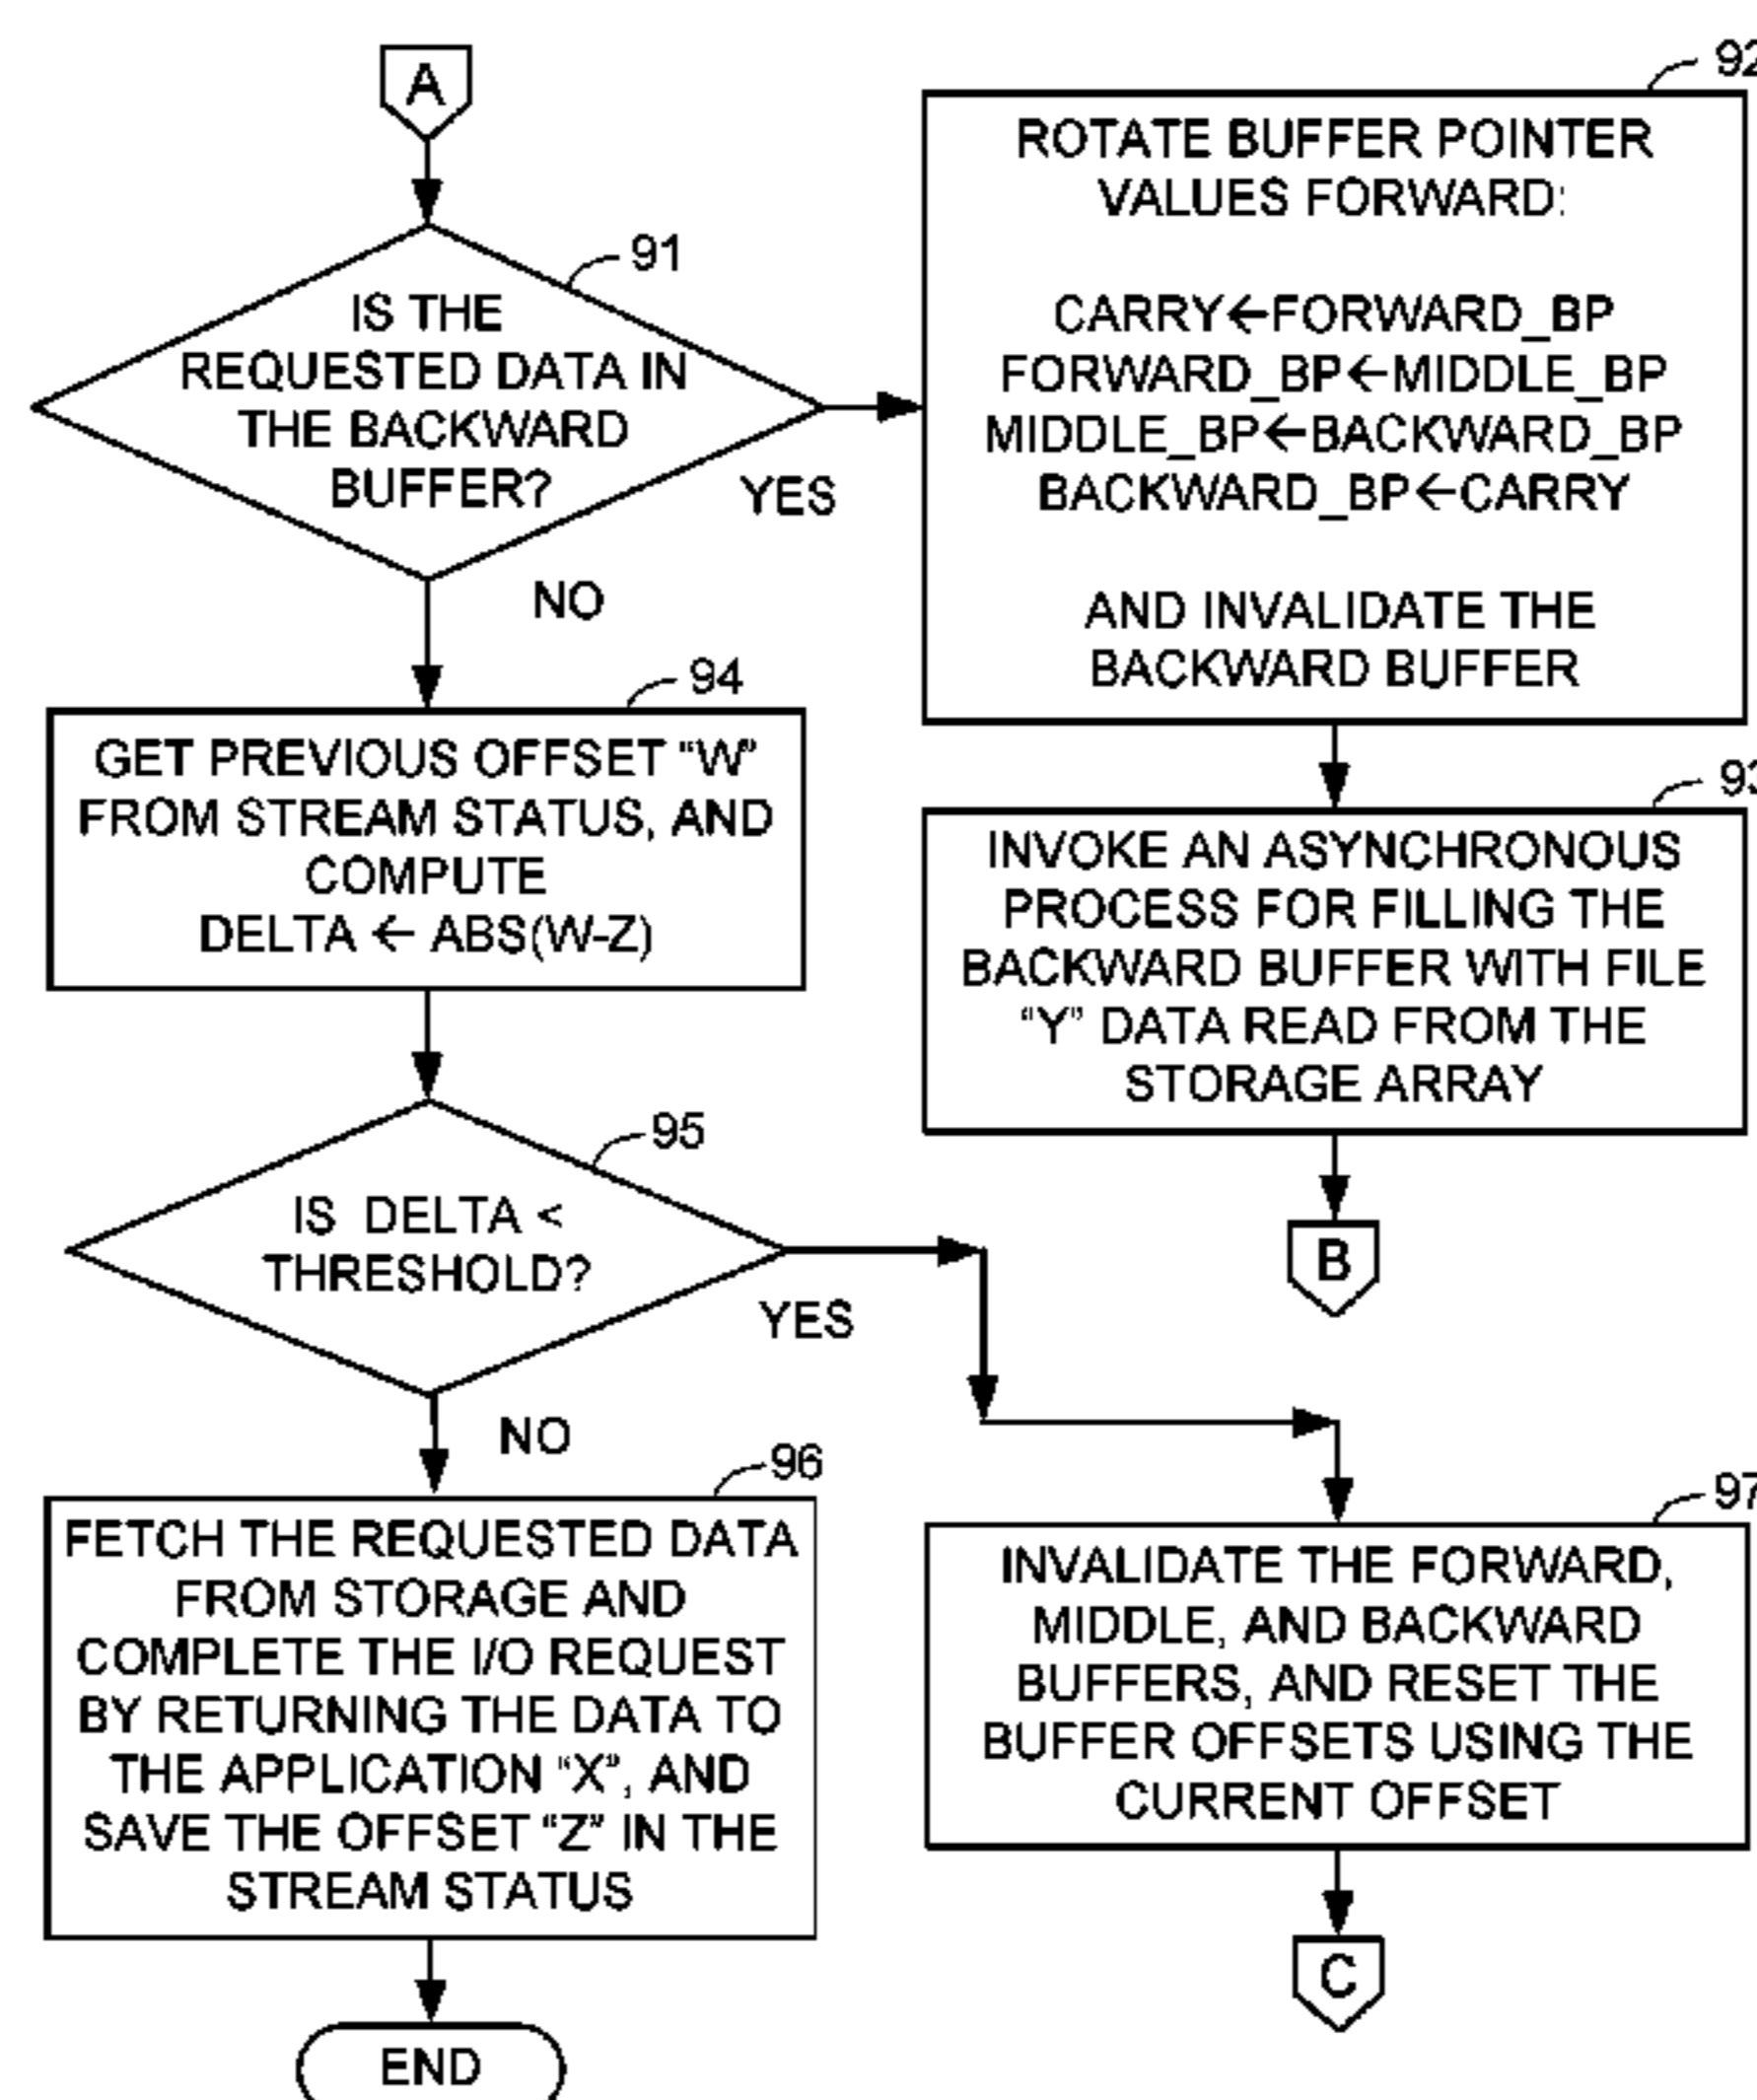 A
91
IS THE
REQUESTED DATA IN
THE BACKWARD
BUFFER?
YES
NO
92
ROTATE BUFFER POINTER
VALUES FORWARD:
CARRY←FORWARD_BP
FORWARD_BP←MIDDLE_BP
MIDDLE_BP←BACKWARD_BP
BACKWARD_BP←CARRY
AND INVALIDATE THE
BACKWARD BUFFER
93
INVOKE AN ASYNCHRONOUS
PROCESS FOR FILLING THE
BACKWARD BUFFER WITH FILE
“Y” DATA READ FROM THE
STORAGE ARRAY
B
94
GET PREVIOUS OFFSET “W”
FROM STREAM STATUS, AND
COMPUTE
DELTA ← ABS(W-Z)
95
IS DELTA <
THRESHOLD?
YES
NO
96
FETCH THE REQUESTED DATA
FROM STORAGE AND
COMPLETE THE I/O REQUEST
BY RETURNING THE DATA TO
THE APPLICATION “X”, AND
SAVE THE OFFSET “Z” IN THE
STREAM STATUS
END
97
INVALIDATE THE FORWARD,
MIDDLE, AND BACKWARD
BUFFERS, AND RESET THE
BUFFER OFFSETS USING THE
CURRENT OFFSET
C